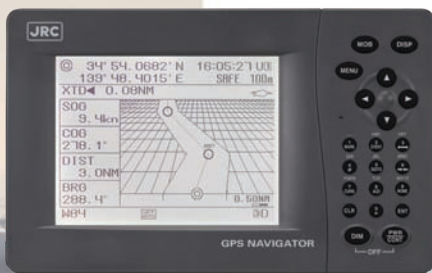 JRC
34° 54.0682' N 16:05:27
139° 48.4015' E SAFE 100m
XTD◀ 0.08NM
SOG
9.4kn
COG
278.1°
DIST
3.0NM
BRG
288.4°
0.50NM
W84 3D
GPS NAVIGATOR
MOB DISP
MENU
CLR ENT
DIM PWR
CONT
OFF